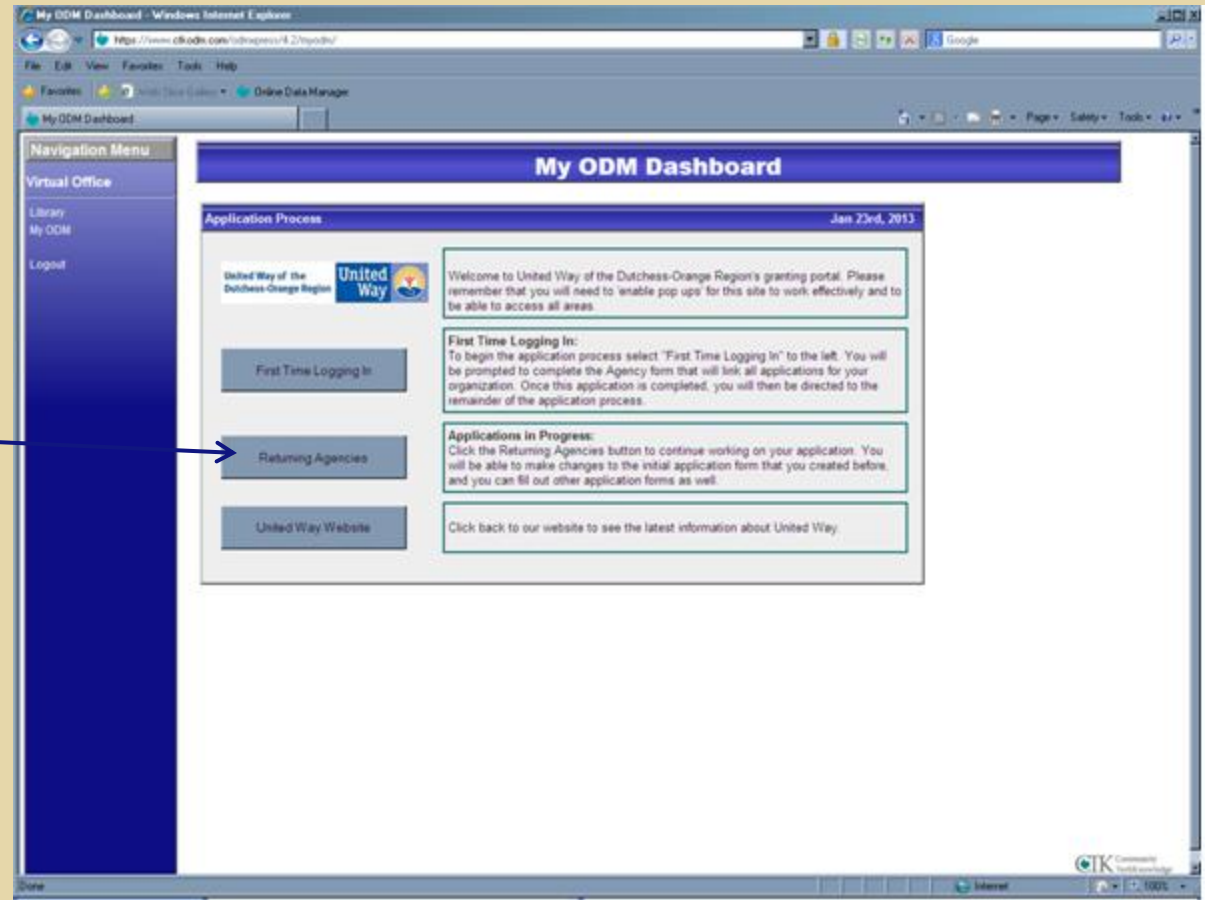 My ODM Dashboard - Windows Internet Explorer
Google
File Edit View Favorites Tools Help
Favorites Online Data Manager
My ODM Dashboard
Page Safety Tools
Navigation Menu
Virtual Office
Library
My ODM
Logout
My ODM Dashboard
Application Process Jan 23rd, 2013
United Way of the
Dutchess-Orange Region
United
Way
Welcome to United Way of the Dutchess-Orange Region's granting portal. Please
remember that you will need to 'enable pop ups' for this site to work effectively and to
be able to access all areas.
First Time Logging In
First Time Logging In:
To begin the application process select "First Time Logging In" to the left. You will
be prompted to complete the Agency form that will link all applications for your
organization. Once this application is completed, you will then be directed to the
remainder of the application process.
Returning Agencies
Applications in Progress:
Click the Returning Agencies button to continue working on your application. You
will be able to make changes to the initial application form that you created before,
and you can fill out other application forms as well.
United Way Website
Click back to our website to see the latest information about United Way.
CTK Community
Done
Internet
100%